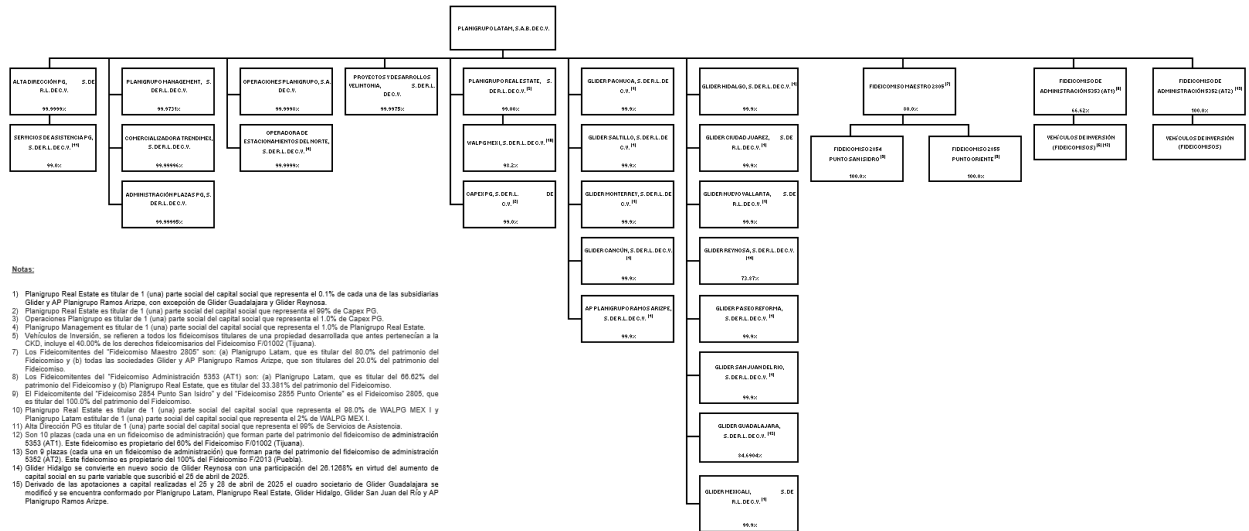 PLANIGRUPO LATAM, S.A.B. DE C.V.
ALTA DIRECCIÓN PG, S. DE
R.L. DE C.V.
99.9999%
SERVICIOS DE ASISTENCIA PG,
S. DE R.L. DE C.V. (11)
99.0%
PLANIGRUPO MANAGEMENT, S.
DE R.L. DE C.V.
99.9731%
COMERCIALIZADORA TRENDIMEX,
S. DE R.L. DE C.V.
99.99996%
ADMINISTRACIÓN PLAZAS PG, S.
DE R.L. DE C.V.
99.99995%
OPERACIONES PLANIGRUPO, S.A.
DE C.V.
99.9998%
OPERADORA DE
ESTACIONAMIENTOS DEL NORTE,
S. DE R.L. DE C.V.
99.9999%
PROYECTOS Y DESARROLLOS
VELINTONIA, S. DE R.L.
DE C.V.
99.9975%
PLANIGRUPO REAL ESTATE, S.
DE R.L. DE C.V.
99.00%
WALPG MEX I, S. DE R.L. DE C.V. (10)
98.2%
CAPEX PG, S. DE R.L. DE
C.V. (2)
99.0%
GLIDER PACHUCA, S. DE R.L. DE
C.V. (1)
99.9%
GLIDER SALTILLO, S. DE R.L. DE
C.V. (1)
99.9%
GLIDER MONTERREY, S. DE R.L. DE
C.V. (1)
99.9%
GLIDER CANCÚN, S. DE R.L. DE C.V.
(1)
99.9%
AP PLANIGRUPO RAMOS ARIZPE,
S. DE R.L. DE C.V. (1)
99.9%
GLIDER HIDALGO, S. DE R.L. DE C.V. (1)
99.9%
GLIDER CIUDAD JUAREZ, S. DE
R.L. DE C.V. (1)
99.9%
GLIDER NUEVO VALLARTA, S. DE
R.L. DE C.V. (1)
99.9%
GLIDER REYNOSA, S. DE R.L. DE C.V.
(14)
73.87%
GLIDER PASEO REFORMA,
S. DE R.L. DE C.V. (1)
99.9%
GLIDER SAN JUAN DEL RIO,
S. DE R.L. DE C.V. (1)
99.9%
GLIDER GUADALAJARA,
S. DE R.L. DE C.V. (15)
GLIDER MEXICALI, S. DE
R.L. DE C.V. (1)
99.9%
FIDEICOMISO MAESTRO 2805 (7)
80.0%
FIDEICOMISO 2854
PUNTO SAN ISIDRO (9)
100.0%
FIDEICOMISO 2855
PUNTO ORIENTE (9)
100.0%
FIDEICOMISO DE
ADMINISTRACIÓN 5353 (AT1) (8)
66.62%
VEHÍCULOS DE INVERSIÓN
(FIDEICOMISOS)
FIDEICOMISO DE
ADMINISTRACIÓN 5352 (AT2) (13)
100.0%
VEHÍCULOS DE INVERSIÓN
(FIDEICOMISOS)
Notas:
1) Planigrupo Real Estate es titular de 1 (una) parte social del capital social que representa el 0.1% de cada una de las subsidiarias
Glider y AP Planigrupo Ramos Arizpe, con excepción de Glider Guadalajara y Glider Reynosa.
2) Planigrupo Real Estate es titular de 1 (una) parte social del capital social que representa el 99% de Capex PG.
3) Operaciones Planigrupo es titular de 1 (una) parte social del capital social que representa el 1.0% de Capex PG.
4) Planigrupo Management es titular de 1 (una) parte social del capital social que representa el 1.0% de Planigrupo Real Estate.
5) Vehículos de Inversión, se refieren a todos los fideicomisos titulares de una propiedad desarrollada que antes pertenecían a la
CKD, incluye el 40.00% de los derechos fideicomisarios del Fideicomiso F/01002 (Tijuana).
7) Los Fideicomitentes del "Fideicomiso Maestro 2805" son: (a) Planigrupo Latam, que es titular del 80.0% del patrimonio del
Fideicomiso y (b) todas las sociedades Glider y AP Planigrupo Ramos Arizpe, que son titulares del 20.0% del patrimonio del
Fideicomiso.
8) Los Fideicomitentes del "Fideicomiso Administración 5353 (AT1) son: (a) Planigrupo Latam, que es titular del 66.62% del
patrimonio del Fideicomiso y (b) Planigrupo Real Estate, que es titular del 33.381% del patrimonio del Fideicomiso.
9) El Fideicomitente del "Fideicomiso 2854 Punto San Isidro" y del "Fideicomiso 2855 Punto Oriente" es el Fideicomiso 2805, que
es titular del 100.0% del patrimonio del Fideicomiso.
10) Planigrupo Real Estate es titular de 1 (una) parte social del capital social que representa el 98.0% de WALPG MEX I y
Planigrupo Latam estitular de 1 (una) parte social del capital social que representa el 2% de WALPG MEX I.
11) Alta Dirección PG es titular de 1 (una) parte social del capital social que representa el 99% de Servicios de Asistencia.
12) Son 10 plazas (cada una en un fideicomiso de administración) que forman parte del patrimonio del fideicomiso de administración
5353 (AT1). Este fideicomiso es propietario del 60% del Fideicomiso F/01002 (Tijuana).
13) Son 9 plazas (cada una en un fideicomiso de administración) que forman parte del patrimonio del fideicomiso de administración
5352 (AT2). Este fideicomiso es propietario del 100% del Fideicomiso F/2013 (Puebla).
14) Glider Hidalgo se convierte en nuevo socio de Glider Reynosa con una participación del 26.1268% en virtud del aumento de
capital social en su parte variable que suscribió el 25 de abril de 2025.
15) Derivado de las apotaciones a capital realizadas el 25 y 28 de abril de 2025 el cuadro societario de Glider Guadalajara se
modificó y se encuentra conformado por Planigrupo Latam, Planigrupo Real Estate, Glider Hidalgo, Glider San Juan del Río y AP
Planigrupo Ramos Arizpe.